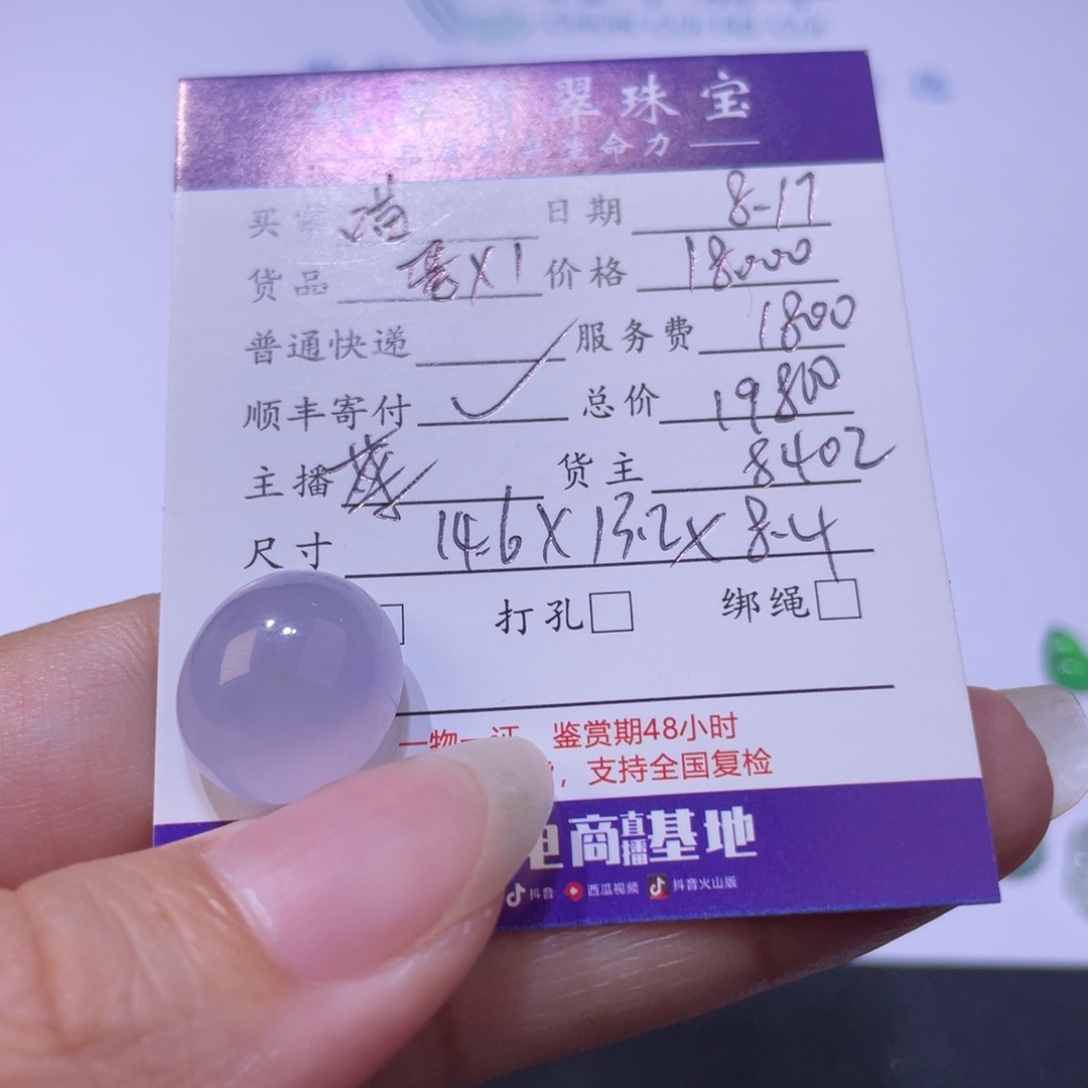 翠珠宝
生命力
买 日期 8-17
货品 X1 价格 18000
普通快递 服务费 1800
顺丰寄付 ✓ 总价 19800
主播 货主 8402
尺寸 14.6X13.2X8.4
打孔 绑绳
一物一证 鉴赏期48小时
，支持全国复检
电商直播基地
抖音 西瓜视频 抖音火山版